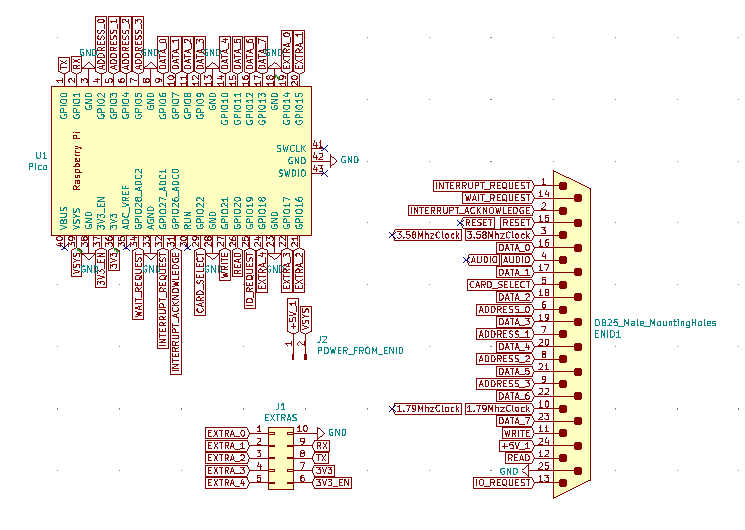 TX
RX
GND
ADDRESS_0
ADDRESS_1
ADDRESS_2
ADDRESS_3
GND
DATA_0
DATA_1
DATA_2
DATA_3
GND
DATA_4
DATA_5
DATA_6
DATA_7
GND
EXTRA_0
EXTRA_1
1 GPIO0
2 GPIO1
3 GND
4 GPIO2
5 GPIO3
6 GPIO4
7 GPIO5
8 GND
9 GPIO6
10 GPIO7
11 GPIO8
12 GPIO9
13 GND
14 GPIO10
15 GPIO11
16 GPIO12
17 GPIO13
18 GND
19 GPIO14
20 GPIO15
U1
Pico
Raspberry Pi
SWCLK 41
GND 42 GND
SWDIO 43
VBUS 40
VSYS 39
GND 38
3V3_EN 37
3V3 36
ADC_VREF 35
GPIO28_ADC2 34
AGND 33
GPIO27_ADC1 32
GPIO26_ADC0 31
RUN 30
GPIO22 29
GND 28
GPIO21 27
GPIO20 26
GPIO19 25
GPIO18 24
GND 23
GPIO17 22
GPIO16 21
VSYS
GND
3V3_EN
3V3
WAIT_REQUEST
GND
INTERRUPT_REQUEST
INTERRUPT_ACKNOWLEDGE
CARD_SELECT
GND
WRITE
READ
IO_REQUEST
EXTRA_4
GND
EXTRA_3
EXTRA_2
+5V_1
VSYS
1
2
J2
POWER_FROM_ENID
J1
EXTRAS
EXTRA_0 1 10 GND
EXTRA_1 2 9 RX
EXTRA_2 3 8 TX
EXTRA_3 4 7 3V3
EXTRA_4 5 6 3V3_EN
INTERRUPT_REQUEST 1
WAIT_REQUEST 14
INTERRUPT_ACKNOWLEDGE 2
RESET RESET 15
3.58MhzClock 3.58MhzClock 3
DATA_0 16
AUDIO AUDIO 4
DATA_1 17
CARD_SELECT 5
DATA_2 18
ADDRESS_0 6
DATA_3 19
ADDRESS_1 7
DATA_4 20
ADDRESS_2 8
DATA_5 21
ADDRESS_3 9
DATA_6 22
1.79MhzClock 1.79MhzClock 10
DATA_7 23
WRITE 11
+5V_1 24
READ 12
GND 25
IO_REQUEST 13
DB25_Male_MountingHoles
ENID1